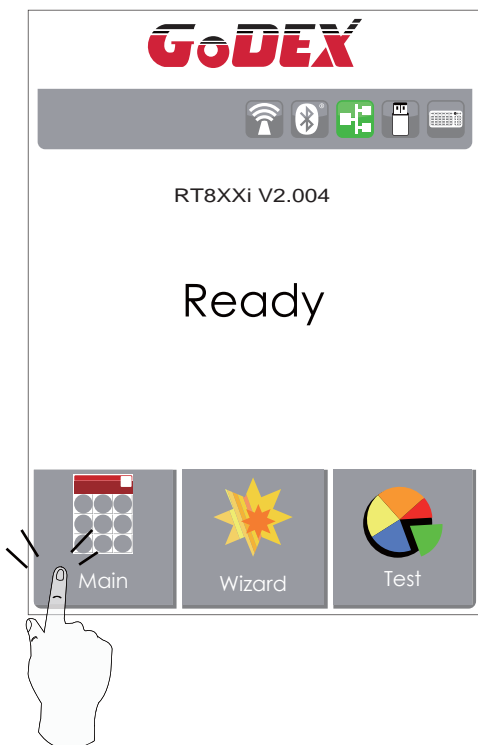 GoDEX
RT8XXi V2.004
Ready
Main
Wizard
Test